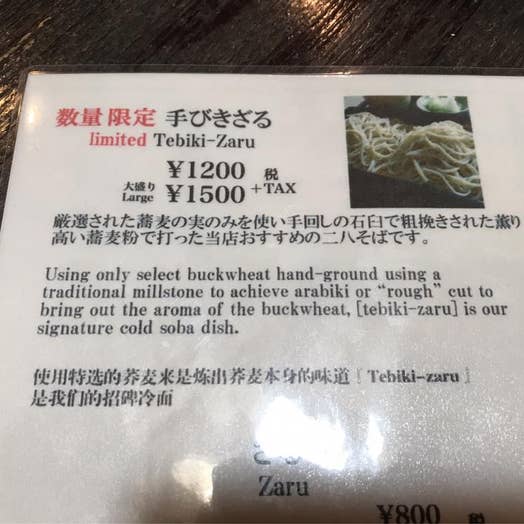 数量限定 手びきざる
limited Tebiki-Zaru
¥1200 税
大盛り Large ¥1500 +TAX
厳選された蕎麦の実のみを使い手回しの石臼で粗挽きされた薫り
高い蕎麦粉で打った当店おすすめの二八そばです。
Using only select buckwheat hand-ground using a
traditional millstone to achieve arabiki or “rough” cut to
bring out the aroma of the buckwheat, [tebiki-zaru] is our
signature cold soba dish.
使用特选的荞麦来是炼出荞麦本身的味道『Tebiki-zaru』
是我们的招碑冷面
ざる
Zaru
¥800 税